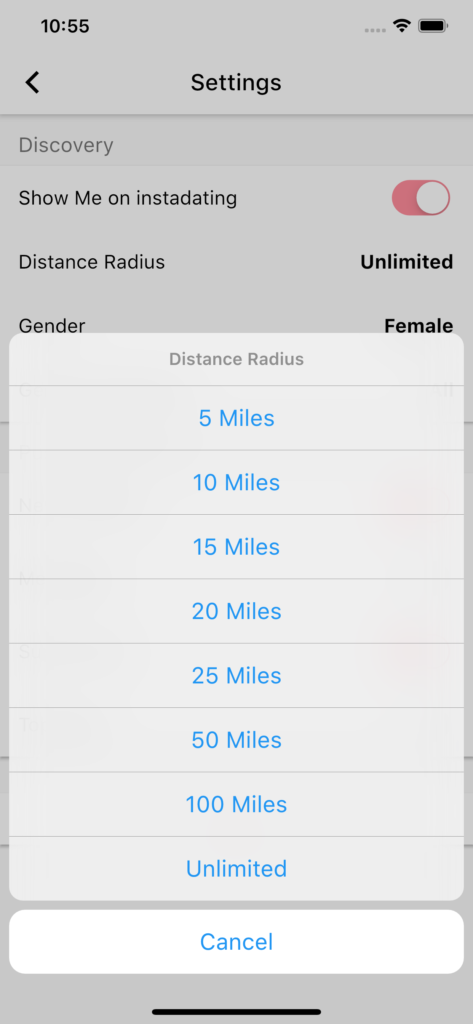 10:55
Settings
Discovery
Show Me on instadating
Distance Radius Unlimited
Gender Female
Distance Radius
5 Miles
10 Miles
15 Miles
20 Miles
25 Miles
50 Miles
100 Miles
Unlimited
Cancel